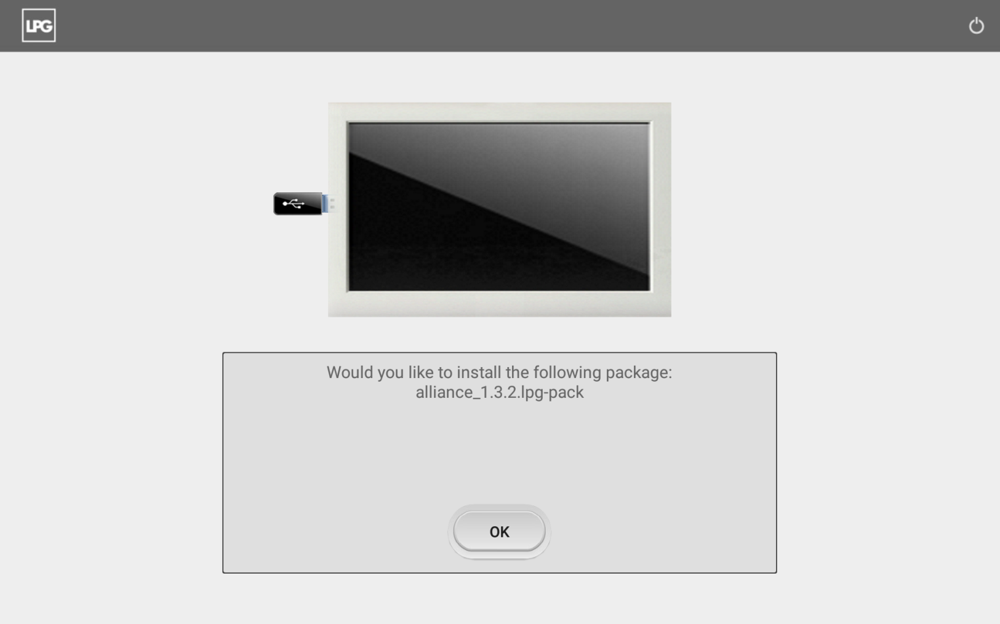 LPG
Would you like to install the following package:
alliance_1.3.2.lpg-pack
OK